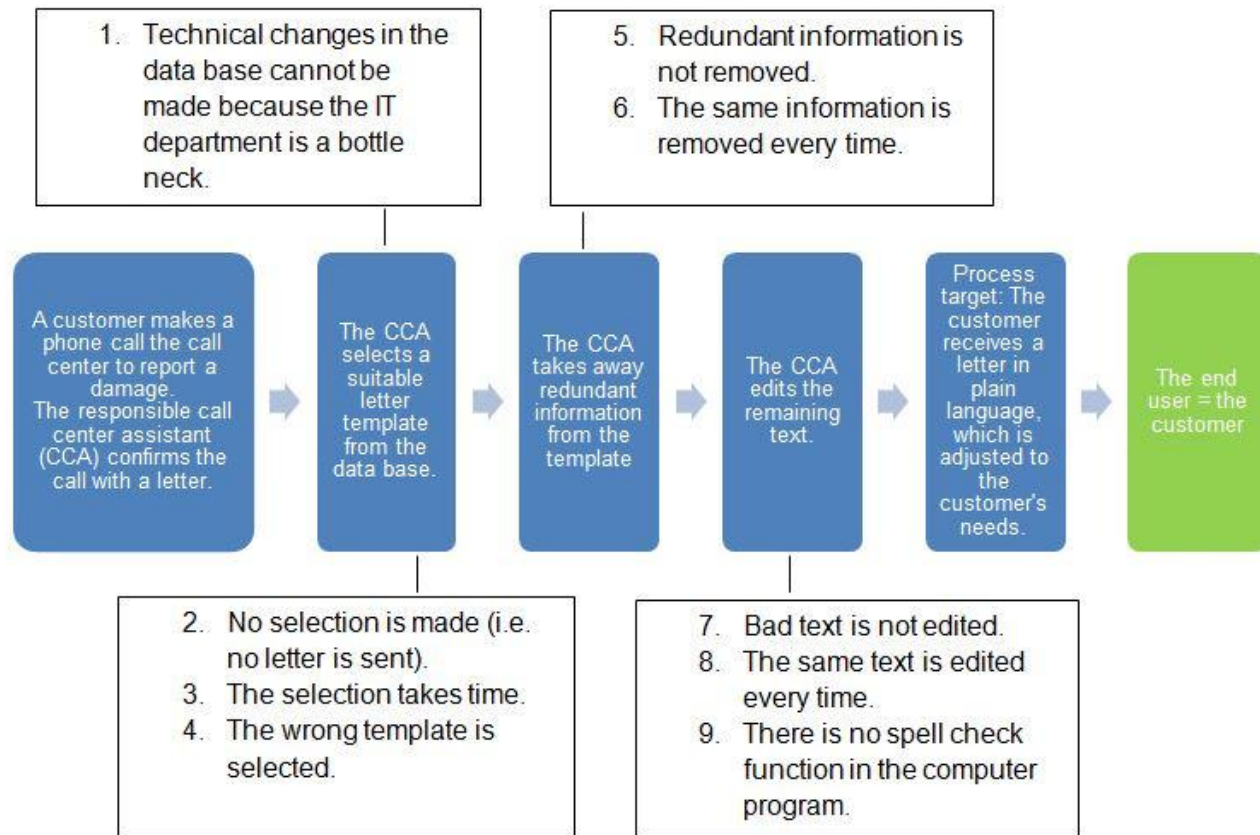 1. Technical changes in the
data base cannot be
made because the IT
department is a bottle
neck.
5. Redundant information is
not removed.
6. The same information is
removed every time.
A customer makes a
phone call the call
center to report a
damage.
The responsible call
center assistant
(CCA) confirms the
call with a letter.
The CCA
selects a
suitable
letter
template
from the
data base.
The CCA
takes away
redundant
information
from the
template
The CCA
edits the
remaining
text.
Process
target: The
customer
receives a
letter in
plain
language,
which is
adjusted to
the
customer's
needs.
The end
user = the
customer
2. No selection is made (i.e.
no letter is sent).
3. The selection takes time.
4. The wrong template is
selected.
7. Bad text is not edited.
8. The same text is edited
every time.
9. There is no spell check
function in the computer
program.